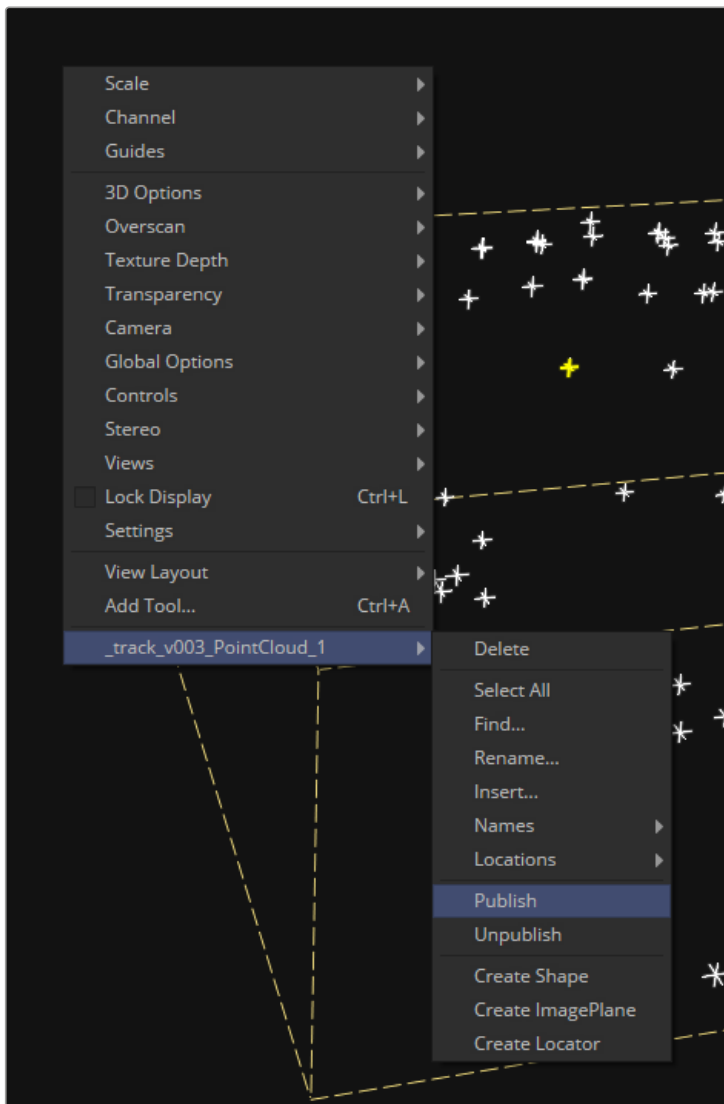 Scale
Channel
Guides
3D Options
Overscan
Texture Depth
Transparency
Camera
Global Options
Controls
Stereo
Views
Lock Display Ctrl+L
Settings
View Layout
Add Tool... Ctrl+A
_track_v003_PointCloud_1
Delete
Select All
Find...
Rename...
Insert...
Names
Locations
Publish
Unpublish
Create Shape
Create ImagePlane
Create Locator